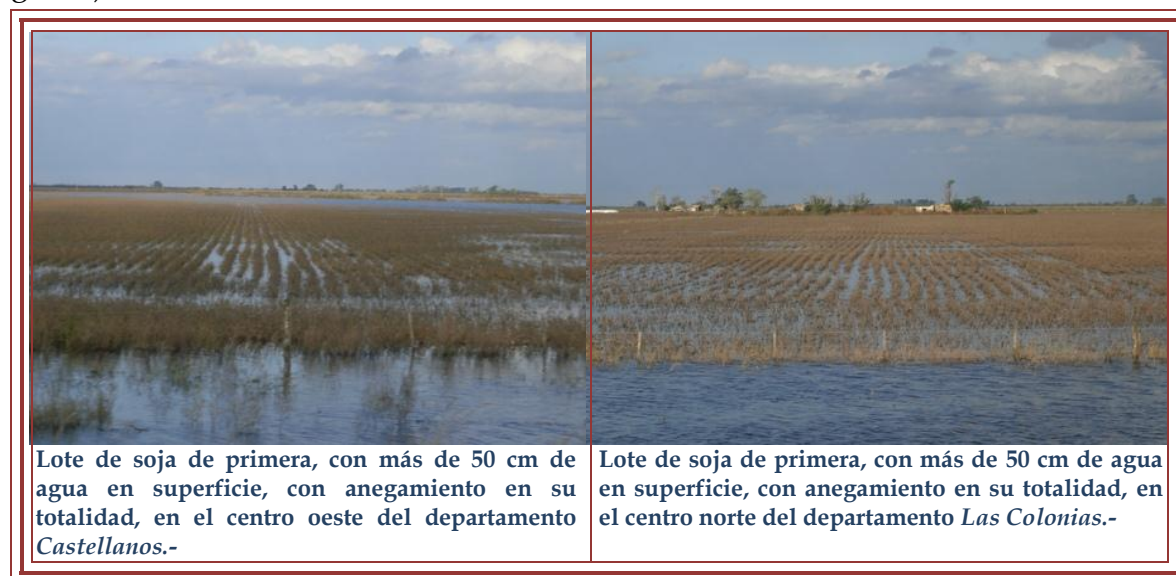 Lote de soja de primera, con más de 50 cm de
agua en superficie, con anegamiento en su
totalidad, en el centro oeste del departamento
Castellanos.-
Lote de soja de primera, con más de 50 cm de agua
en superficie, con anegamiento en su totalidad, en
el centro norte del departamento Las Colonias.-